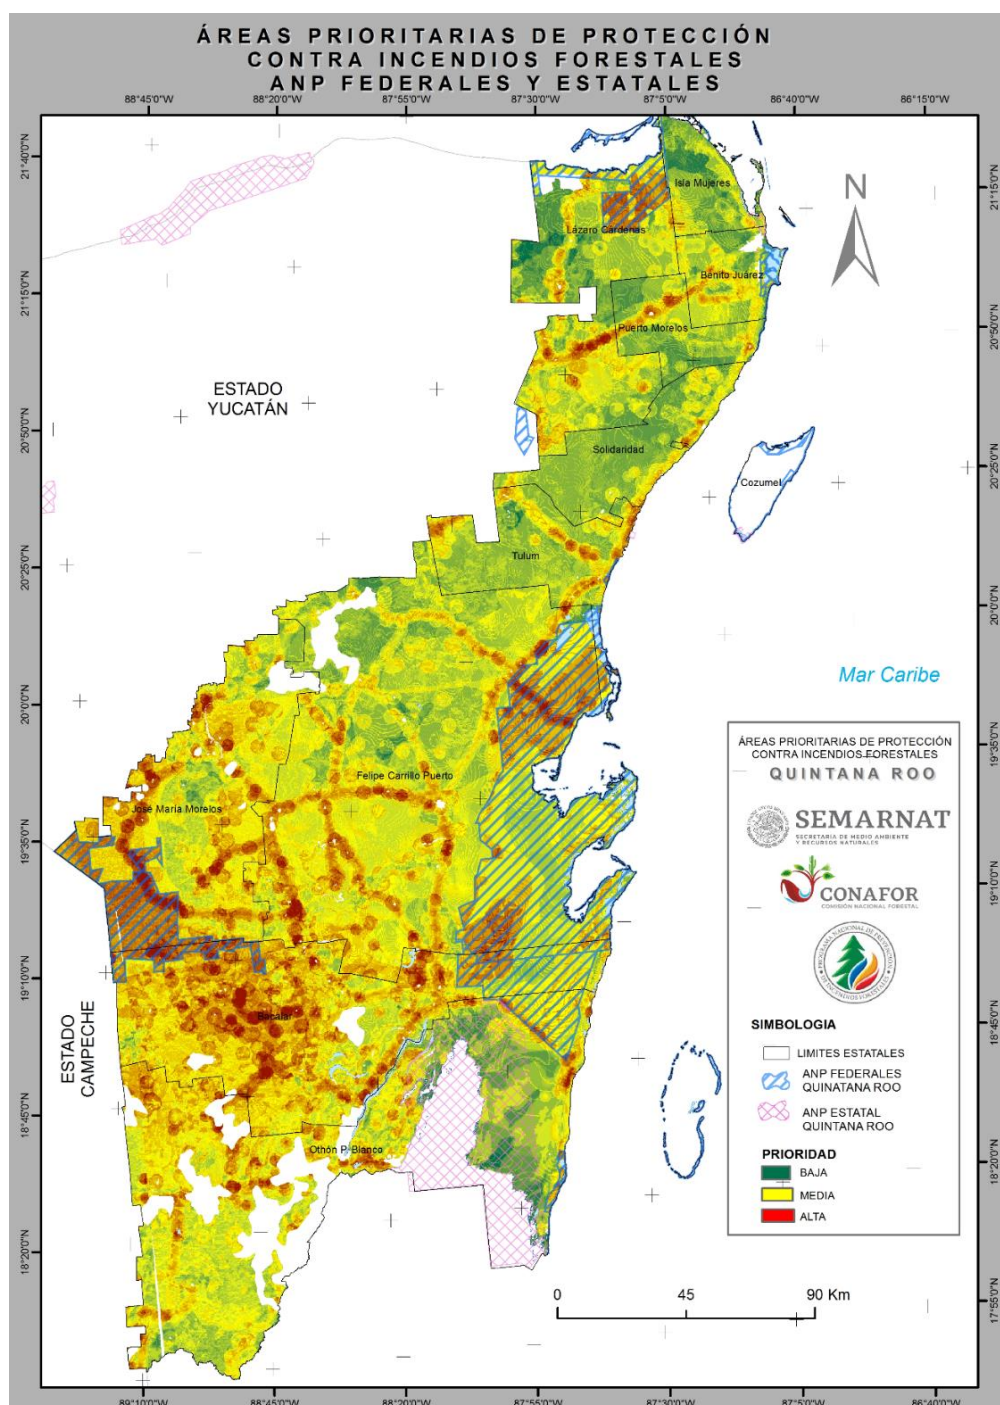 ÁREAS PRIORITARIAS DE PROTECCIÓN
CONTRA INCENDIOS FORESTALES
ANP FEDERALES Y ESTATALES
88°45'0"W
88°20'0"W
87°55'0"W
87°30'0"W
87°5'0"W
86°40'0"W
86°15'0"W
21°40'0"N
21°15'0"N
20°50'0"N
20°25'0"N
20°0'0"N
19°35'0"N
19°10'0"N
18°45'0"N
18°20'0"N
21°15'0"N
20°50'0"N
20°25'0"N
20°0'0"N
19°35'0"N
19°10'0"N
18°45'0"N
18°20'0"N
17°55'0"N
N
Isla Mujeres
Lázaro Cárdenas
Benito Juárez
Puerto Morelos
ESTADO
YUCATÁN
Solidaridad
Cozumel
Tulum
Mar Caribe
Felipe Carrillo Puerto
José María Morelos
Bacalar
ESTADO
CAMPECHE
Othón P. Blanco
ÁREAS PRIORITARIAS DE PROTECCIÓN
CONTRA INCENDIOS FORESTALES
QUINTANA ROO
SEMARNAT
SECRETARÍA DE MEDIO AMBIENTE
Y RECURSOS NATURALES
CONAFOR
COMISIÓN NACIONAL FORESTAL
PROGRAMA NACIONAL DE PREVENCIÓN
DE INCENDIOS FORESTALES
SIMBOLOGIA
LIMITES ESTATALES
ANP FEDERALES
QUINATANA ROO
ANP ESTATAL
QUINTANA ROO
PRIORIDAD
BAJA
MEDIA
ALTA
0 45 90 Km
89°10'0"W
88°45'0"W
88°20'0"W
87°55'0"W
87°30'0"W
87°5'0"W
86°40'0"W